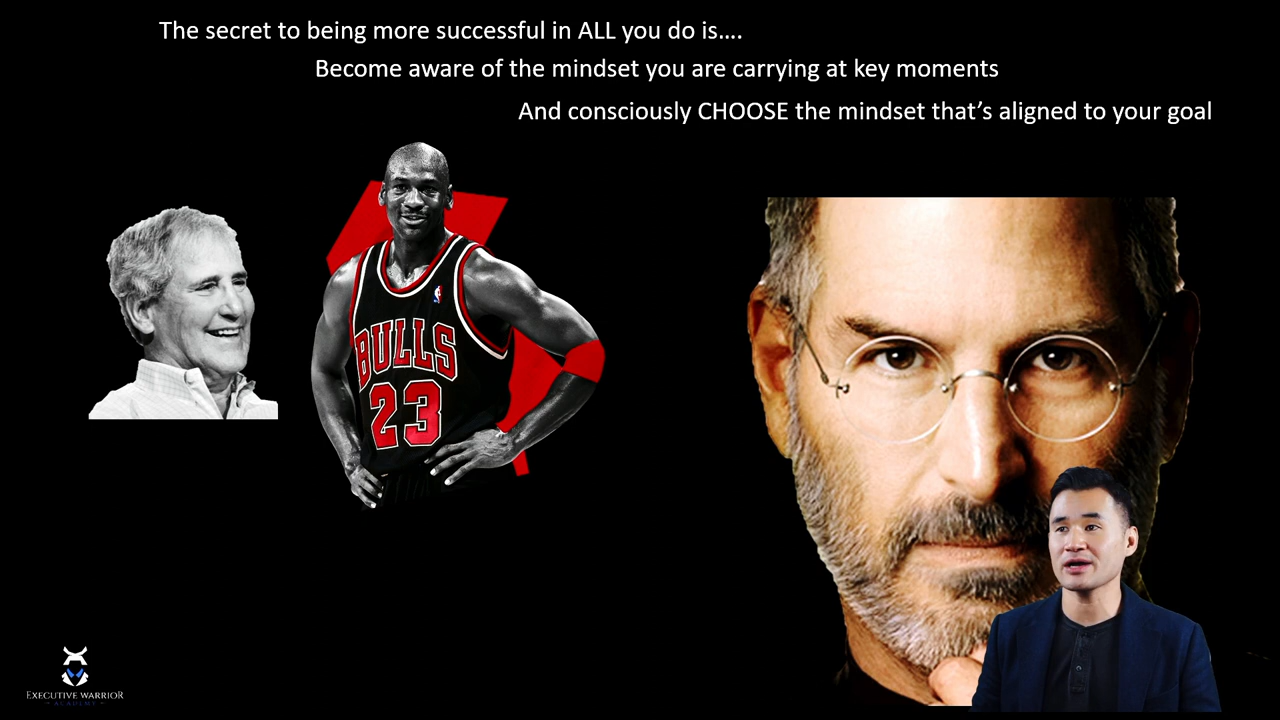 The secret to being more successful in ALL you do is....
Become aware of the mindset you are carrying at key moments
And consciously CHOOSE the mindset that's aligned to your goal
BULLS
23
EXECUTIVE WARRIOR
ACADEMY